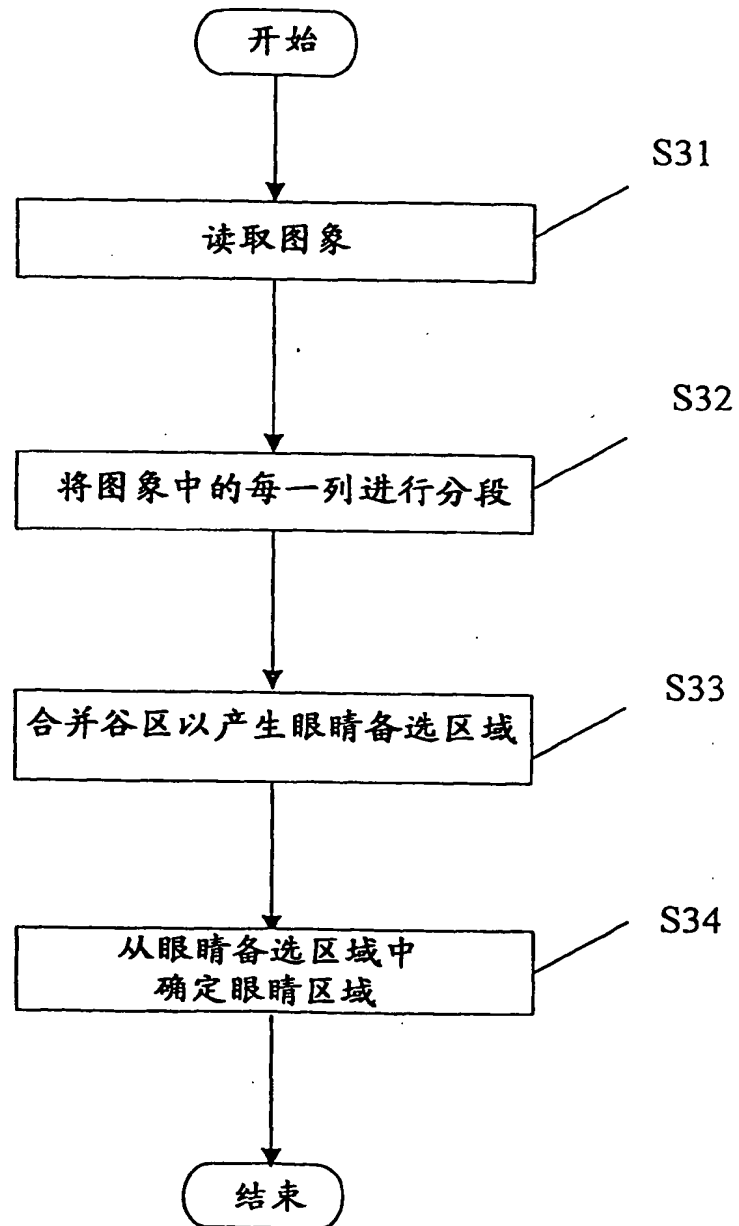 开始
S31
读取图象
S32
将图象中的每一列进行分段
S33
合并谷区以产生眼睛备选区域
S34
从眼睛备选区域中
确定眼睛区域
结束